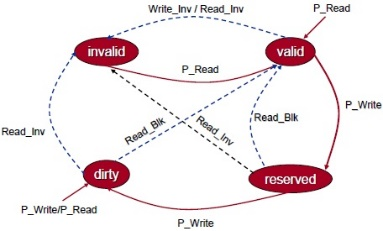 Write_Inv / Read_Inv
P_Read
invalid
valid
P_Read
P_Write
Read_Inv
Read_Blk
Read_Inv
Read_Blk
dirty
reserved
P_Write/P_Read
P_Write